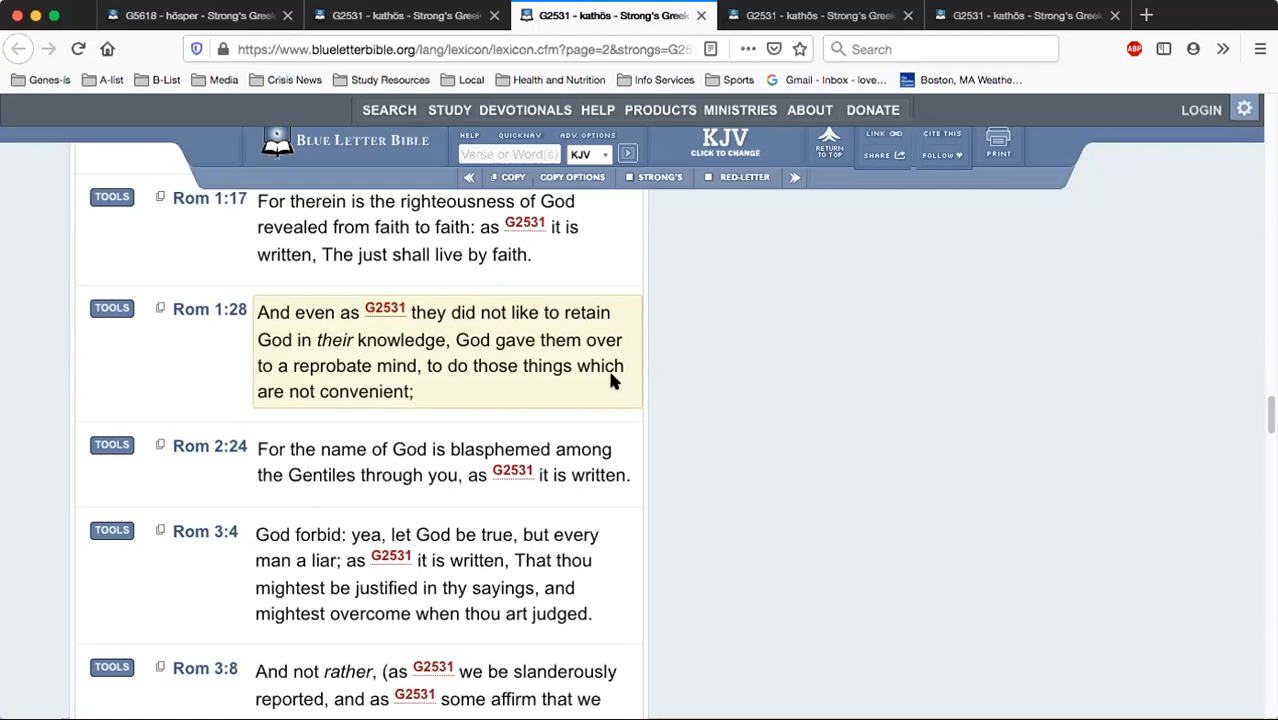 G5618 - hōsper - Strong's Greek
G2531 - kathōs - Strong's Greek
G2531 - kathōs - Strong's Greek
G2531 - kathōs - Strong's Greek
G2531 - kathōs - Strong's Greek
https://www.blueletterbible.org/lang/lexicon/lexicon.cfm?page=2&strongs=G25
Search
ABP
Genes-is
A-list
B-List
Media
Crisis News
Study Resources
Local
Health and Nutrition
Info Services
Sports
Gmail - Inbox - love…
Boston, MA Weathe…
SEARCH STUDY DEVOTIONALS HELP PRODUCTS MINISTRIES ABOUT DONATE
LOGIN
BLUE LETTER BIBLE
HELP QUICKNAV ADV. OPTIONS
Verse or Word(s) KJV
KJV
CLICK TO CHANGE
RETURN
TO TOP
LINK
SHARE
CITE THIS
FOLLOW
PRINT
COPY COPY OPTIONS STRONG'S RED-LETTER
TOOLS Rom 1:17 For therein is the righteousness of God
revealed from faith to faith: as G2531 it is
written, The just shall live by faith.
TOOLS Rom 1:28 And even as G2531 they did not like to retain
God in their knowledge, God gave them over
to a reprobate mind, to do those things which
are not convenient;
TOOLS Rom 2:24 For the name of God is blasphemed among
the Gentiles through you, as G2531 it is written.
TOOLS Rom 3:4 God forbid: yea, let God be true, but every
man a liar; as G2531 it is written, That thou
mightest be justified in thy sayings, and
mightest overcome when thou art judged.
TOOLS Rom 3:8 And not rather, (as G2531 we be slanderously
reported, and as G2531 some affirm that we